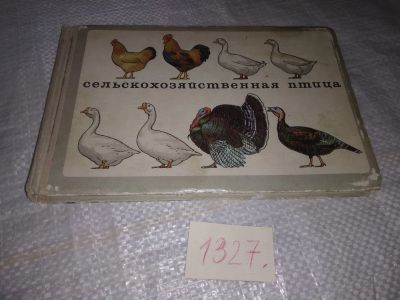 сельскохозяйственная птица
1327.